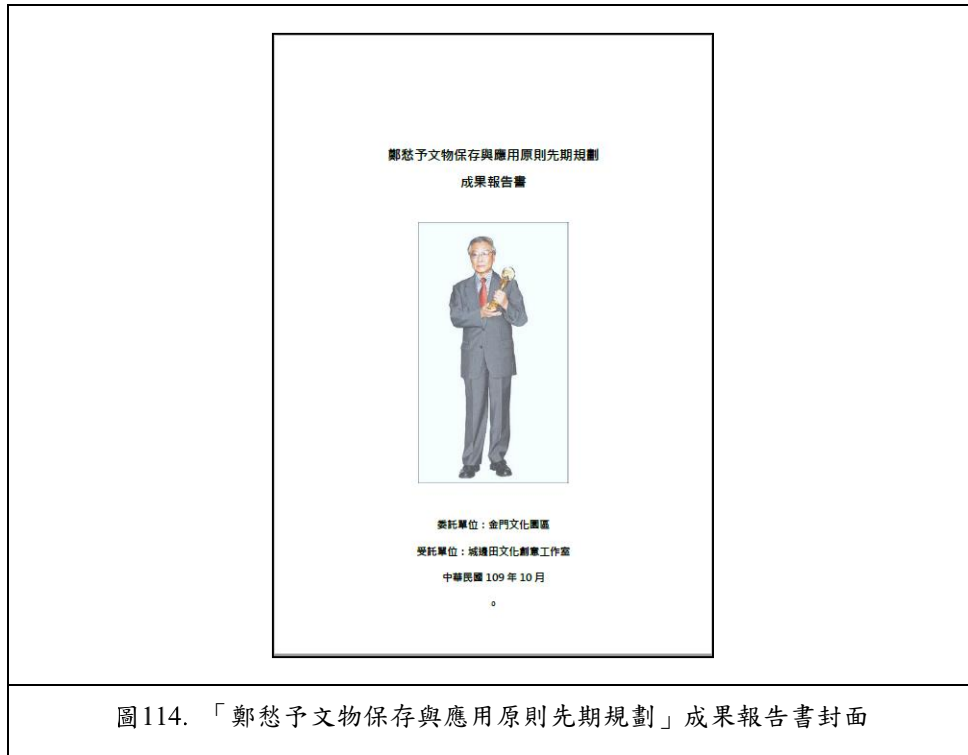 鄭愁予文物保存與應用原則先期規劃
成果報告書
委託單位：金門文化園區
受託單位：城邊田文化創意工作室
中華民國 109 年 10 月
。
圖114. 「鄭愁予文物保存與應用原則先期規劃」成果報告書封面